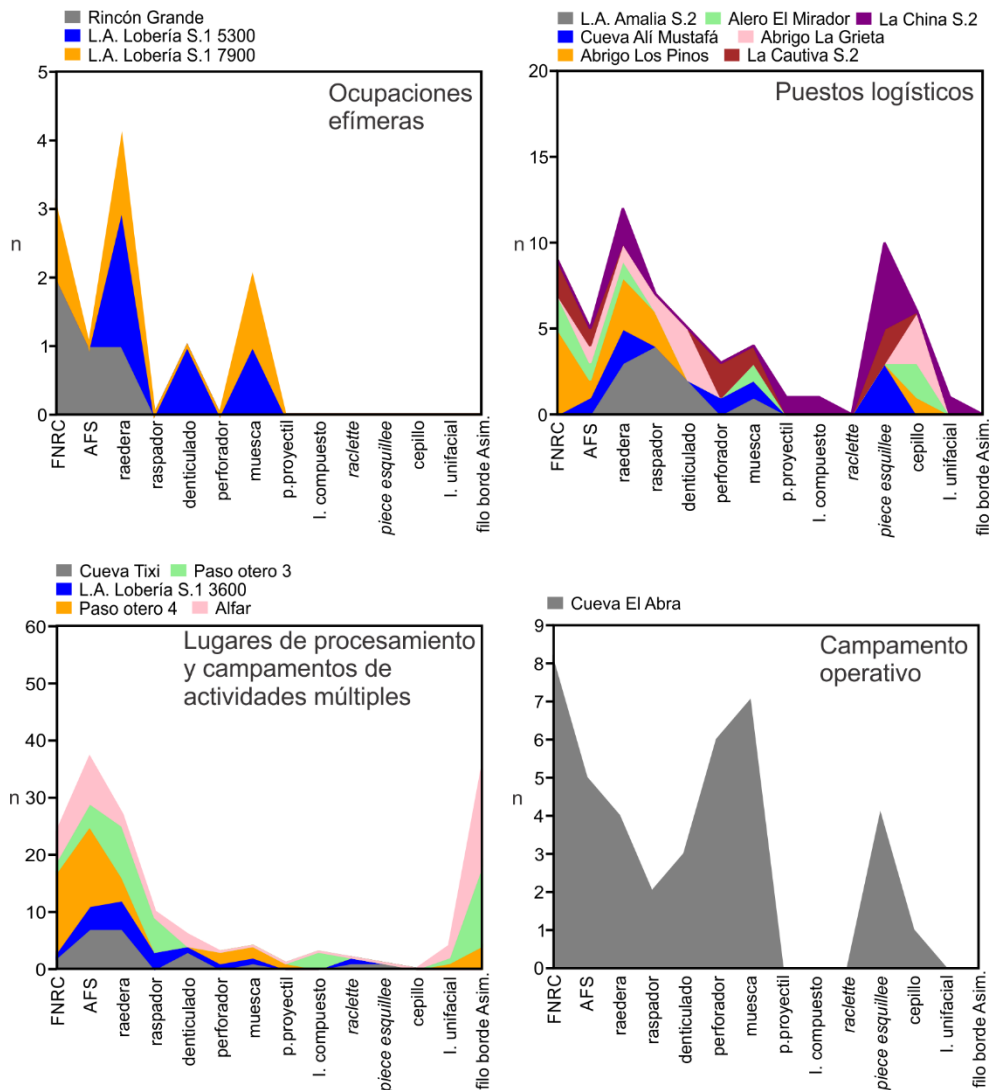 Rincón Grande
L.A. Lobería S.1 5300
L.A. Lobería S.1 7900
5
4
3
2
1
0
n
Ocupaciones
efímeras
FNRC
AFS
raedera
raspador
denticulado
perforador
muesca
p.proyectil
I. compuesto
raclette
piece esquillee
cepillo
I. unifacial
filo borde Asim.
L.A. Amalia S.2 Alero El Mirador La China S.2
Cueva Alí Mustafá Abrigo La Grieta
Abrigo Los Pinos La Cautiva S.2
20
15
10
5
0
n
Puestos logísticos
FNRC
AFS
raedera
raspador
denticulado
perforador
muesca
p.proyectil
I. compuesto
raclette
piece esquillee
cepillo
I. unifacial
filo borde Asim.
Cueva Tixi Paso otero 3
L.A. Lobería S.1 3600
Paso otero 4 Alfar
60
50
40
30
20
10
0
n
Lugares de procesamiento
y campamentos de
actividades múltiples
FNRC
AFS
raedera
raspador
denticulado
perforador
muesca
p.proyectil
I. compuesto
raclette
piece esquillee
cepillo
I. unifacial
filo borde Asim.
Cueva El Abra
9
8
7
6
5
4
3
2
1
0
n
Campamento
operativo
FNRC
AFS
raedera
raspador
denticulado
perforador
muesca
p.proyectil
I. compuesto
raclette
piece esquillee
cepillo
I. unifacial
filo borde Asim.